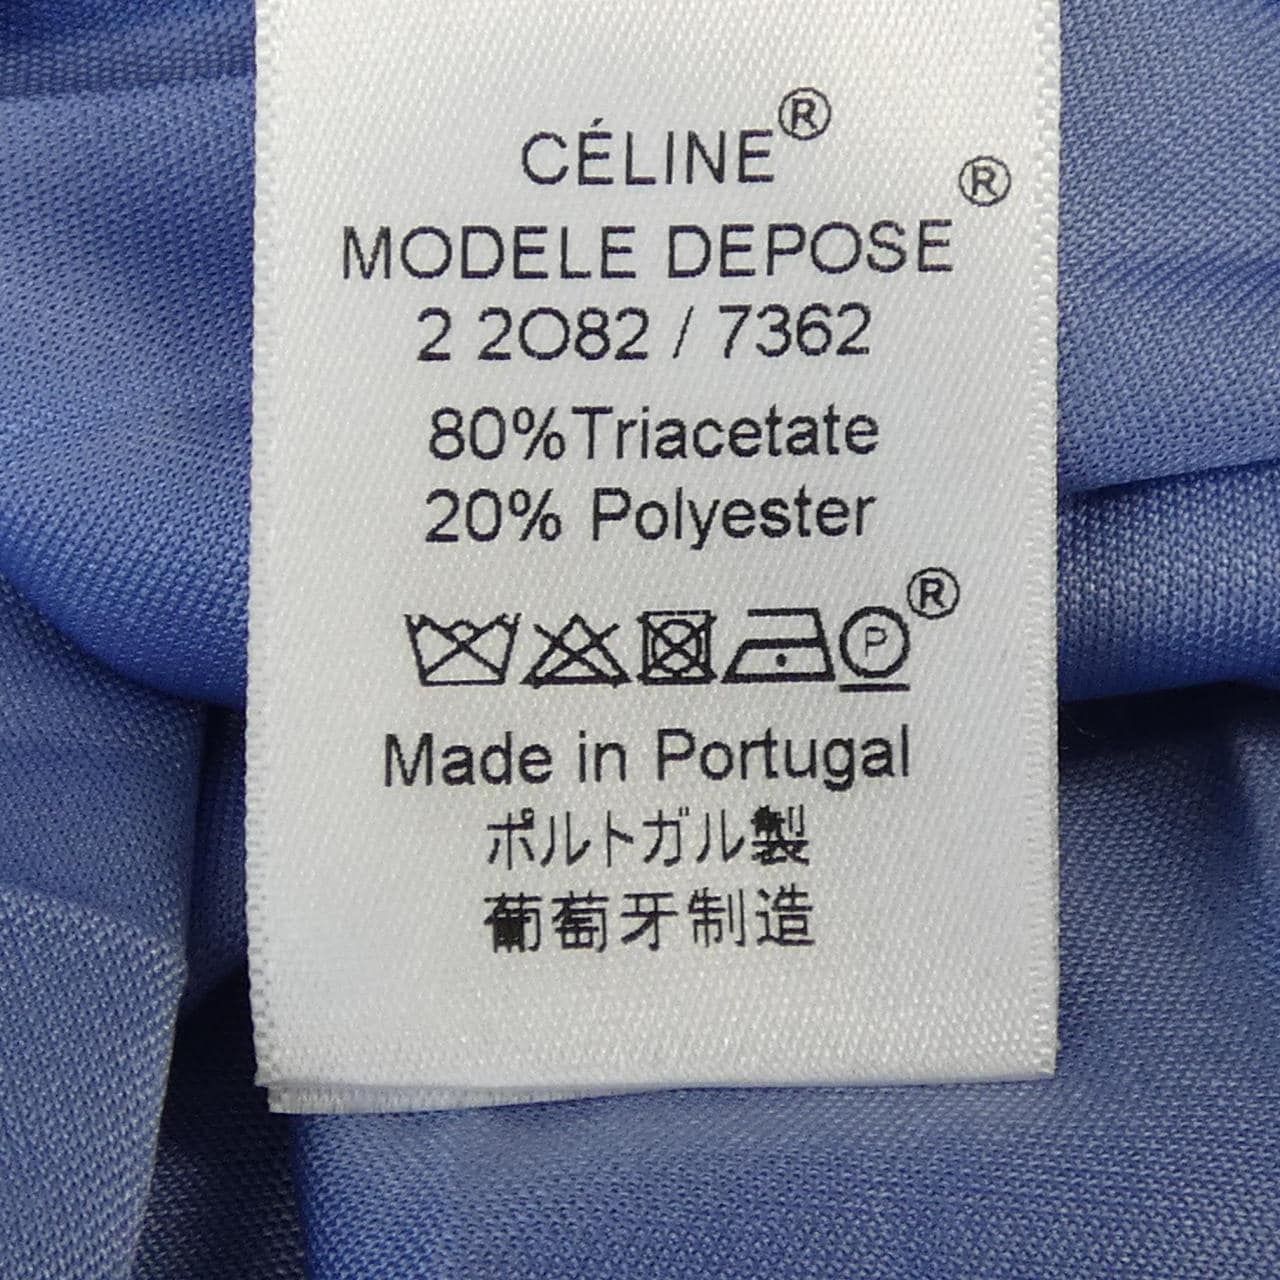 CÉLINE®
MODELE DEPOSE®
2 2O82 / 7362
80%Triacetate
20% Polyester
P ®
Made in Portugal
ポルトガル製
葡萄牙制造